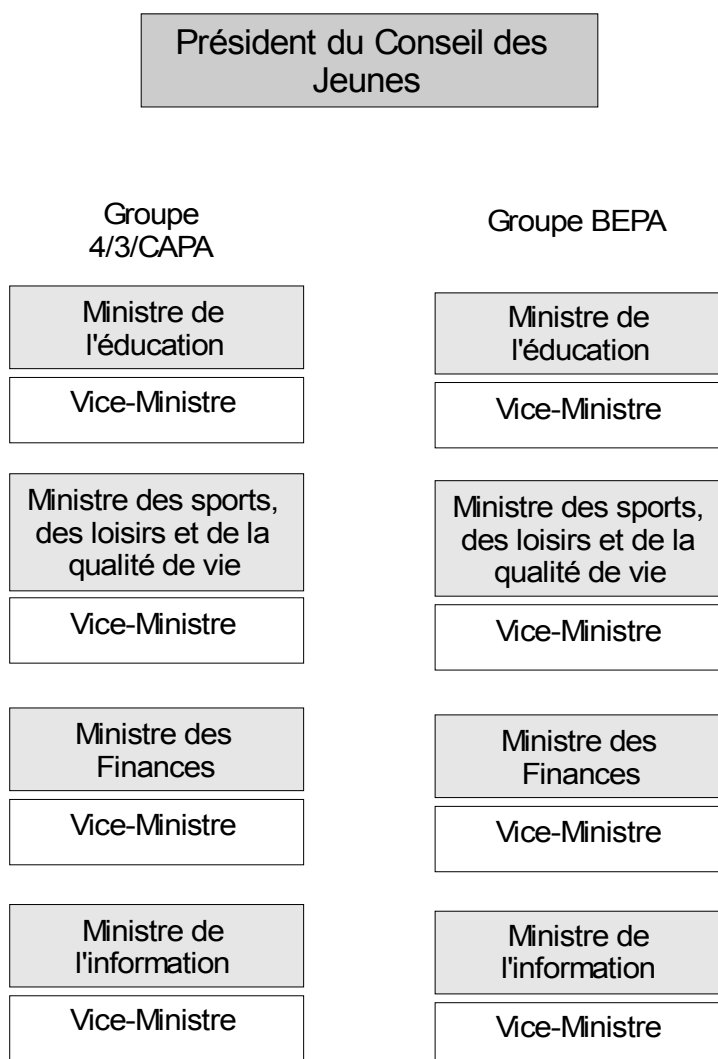 Président du Conseil des
Jeunes
Groupe
4/3/CAPA
Ministre de
l'éducation
Vice-Ministre
Ministre des sports,
des loisirs et de la
qualité de vie
Vice-Ministre
Ministre des
Finances
Vice-Ministre
Ministre de
l'information
Vice-Ministre
Groupe BEPA
Ministre de
l'éducation
Vice-Ministre
Ministre des sports,
des loisirs et de la
qualité de vie
Vice-Ministre
Ministre des
Finances
Vice-Ministre
Ministre de
l'information
Vice-Ministre